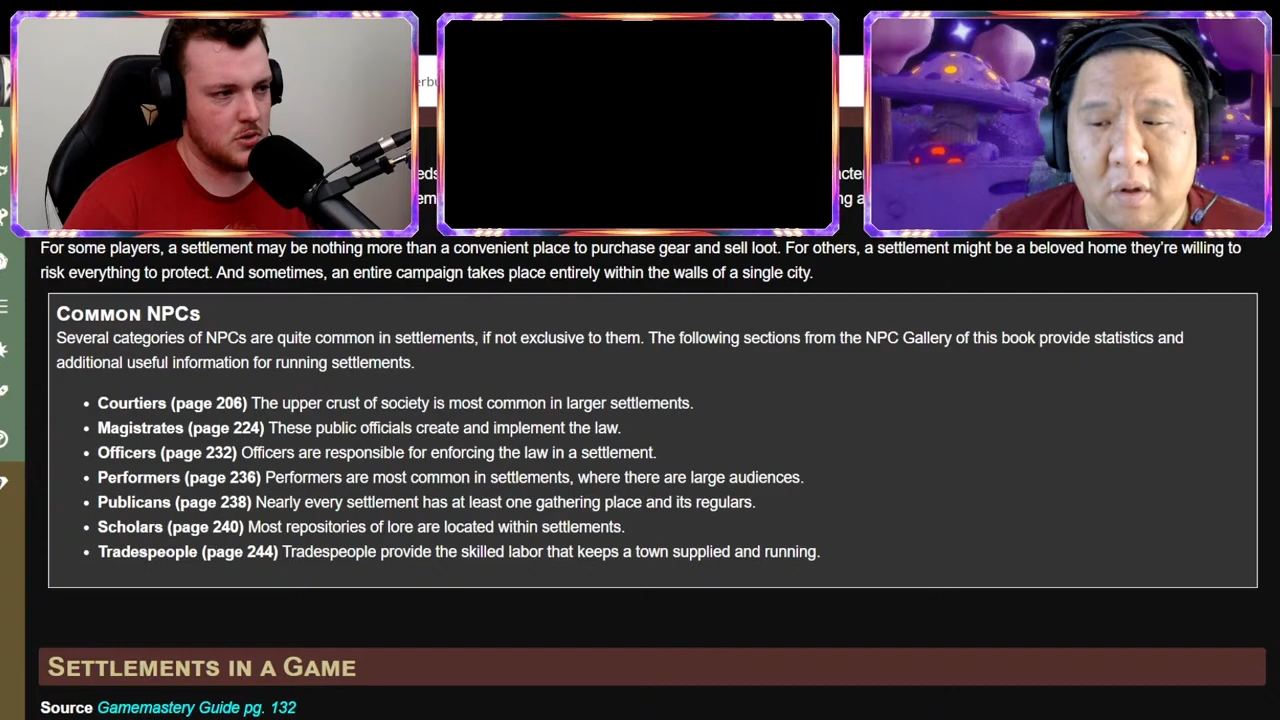 For some players, a settlement may be nothing more than a convenient place to purchase gear and sell loot. For others, a settlement might be a beloved home they're willing to
risk everything to protect. And sometimes, an entire campaign takes place entirely within the walls of a single city.
COMMON NPCS
Several categories of NPCs are quite common in settlements, if not exclusive to them. The following sections from the NPC Gallery of this book provide statistics and
additional useful information for running settlements.
• Courtiers (page 206) The upper crust of society is most common in larger settlements.
• Magistrates (page 224) These public officials create and implement the law.
• Officers (page 232) Officers are responsible for enforcing the law in a settlement.
• Performers (page 236) Performers are most common in settlements, where there are large audiences.
• Publicans (page 238) Nearly every settlement has at least one gathering place and its regulars.
• Scholars (page 240) Most repositories of lore are located within settlements.
• Tradespeople (page 244) Tradespeople provide the skilled labor that keeps a town supplied and running.
SETTLEMENTS IN A GAME
Source Gamemastery Guide pg. 132